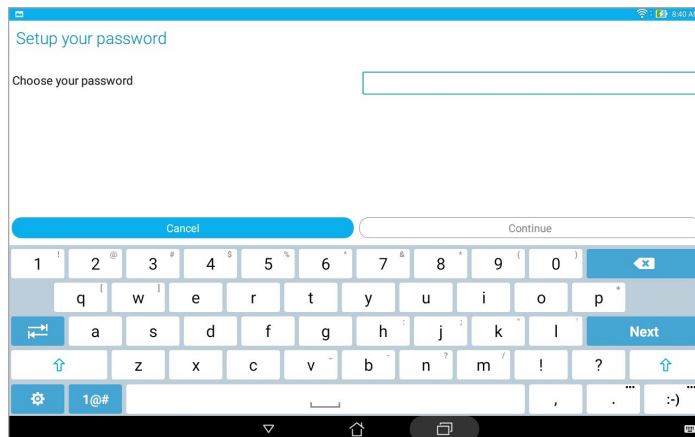 8:40 AM
Setup your password
Choose your password
Cancel Continue
1 ! 2 @ 3 # 4 $ 5 % 6 ^ 7 & 8 * 9 ( 0 )
q [ w ] e r t y u i o p +
a s d f g h : j ; k " l ' Next
z x c v - b - n ? m / ! ?
1@# , . :-)